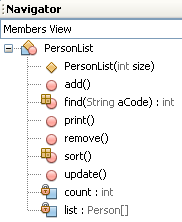 Navigator
Members View
PersonList
PersonList(int size)
add()
find(String aCode) : int
print()
remove()
sort()
update()
count : int
list : Person[]